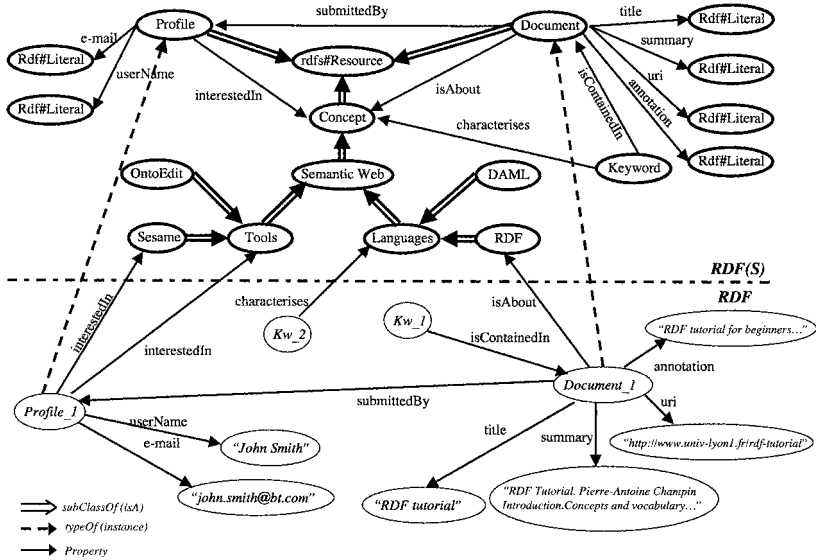 Profile
submittedBy
Document
title
Rdf#Literal
e-mail
Rdf#Literal
userName
Rdf#Literal
rdfs#Resource
summary
Rdf#Literal
uri
annotation
Rdf#Literal
Rdf#Literal
interestedIn
isAbout
isContainedIn
Concept
characterises
Keyword
OntoEdit
Semantic Web
DAML
Sesame
Tools
Languages
RDF
RDF(S)
RDF
interestedIn
interestedIn
characterises
Kw_2
Kw_1
isContainedIn
isAbout
"RDF tutorial for beginners..."
annotation
Document_1
uri
"http://www.univ-lyon1.fr/rdf-tutorial"
submittedBy
Profile_1
userName
e-mail
"John Smith"
"john.smith@bt.com"
title
summary
"RDF tutorial"
"RDF Tutorial. Pierre-Antoine Champin
Introduction.Concepts and vocabulary..."
subClassOf (isA)
typeOf (instance)
Property